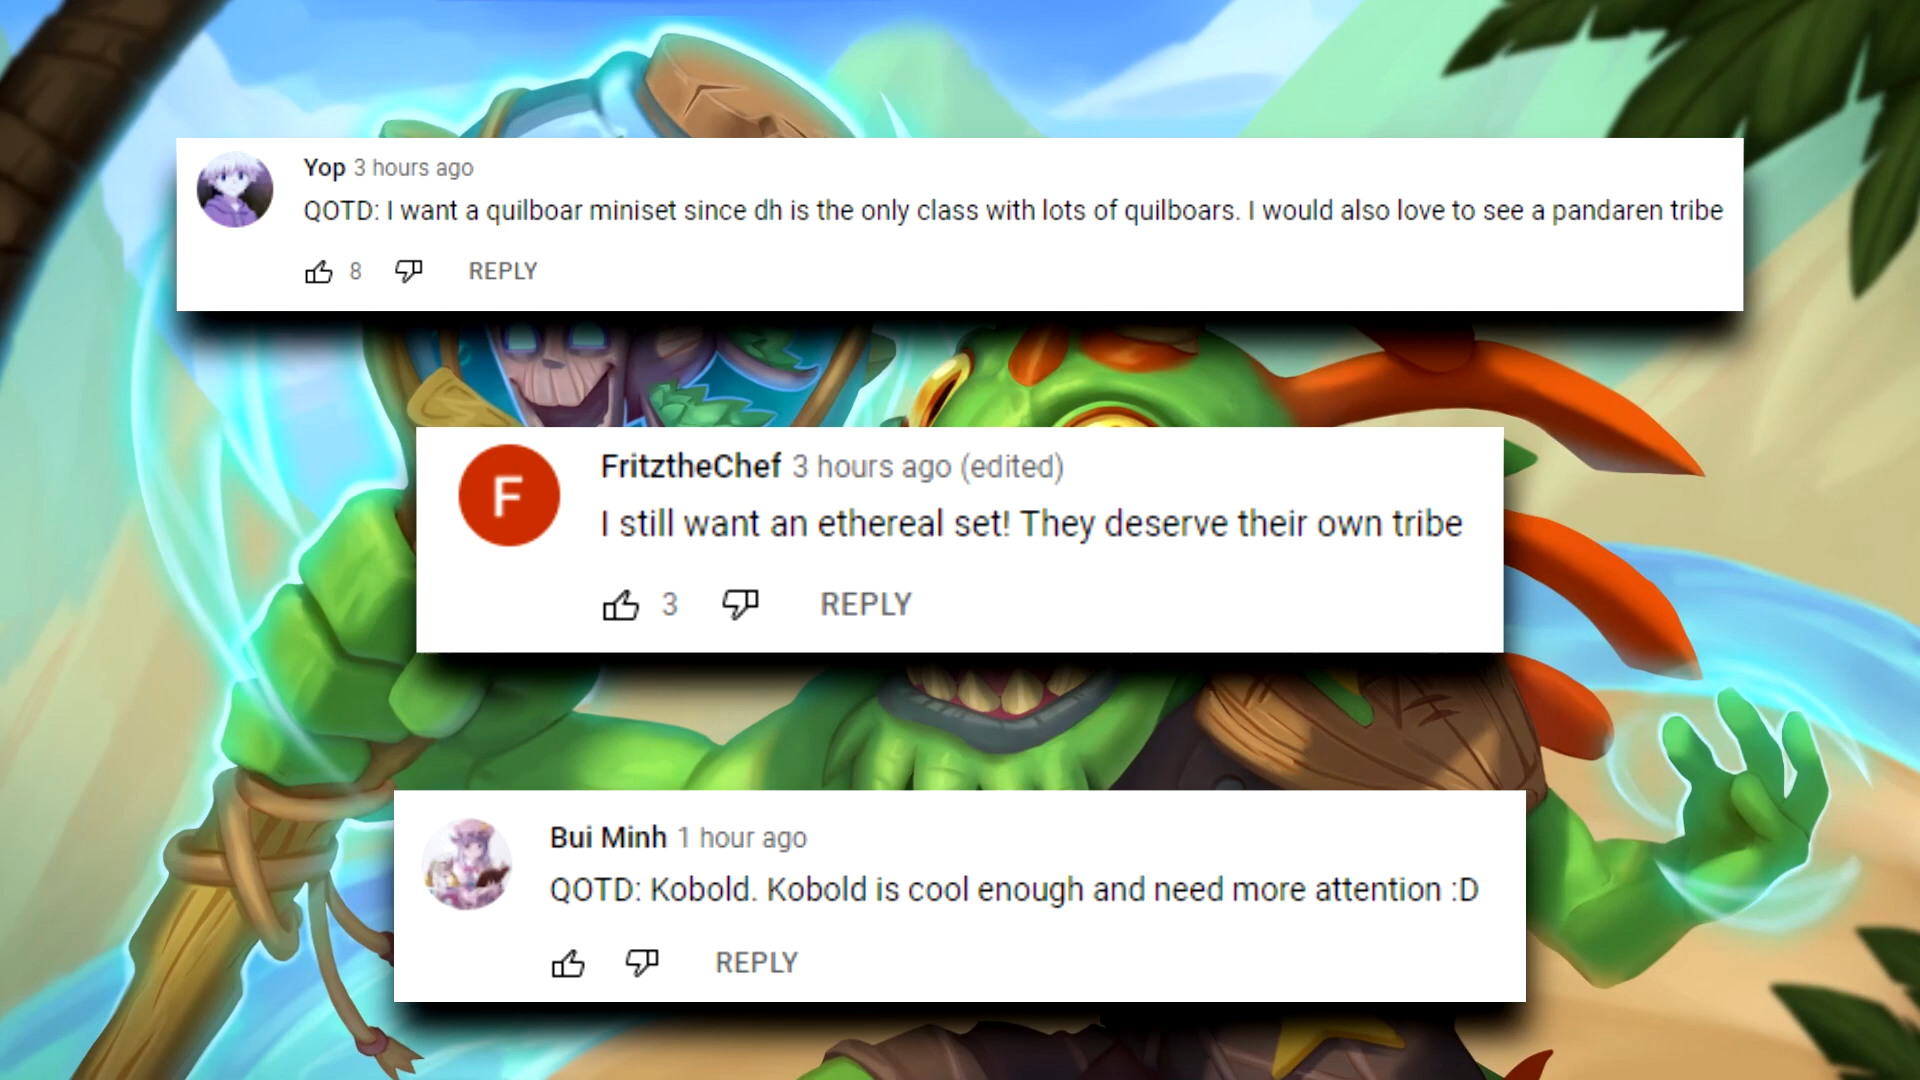 Yop 3 hours ago
QOTD: I want a quilboar miniset since dh is the only class with lots of quilboars. I would also love to see a pandaren tribe
8 REPLY
F
FritztheChef 3 hours ago (edited)
I still want an ethereal set! They deserve their own tribe
3 REPLY
Bui Minh 1 hour ago
QOTD: Kobold. Kobold is cool enough and need more attention :D
REPLY